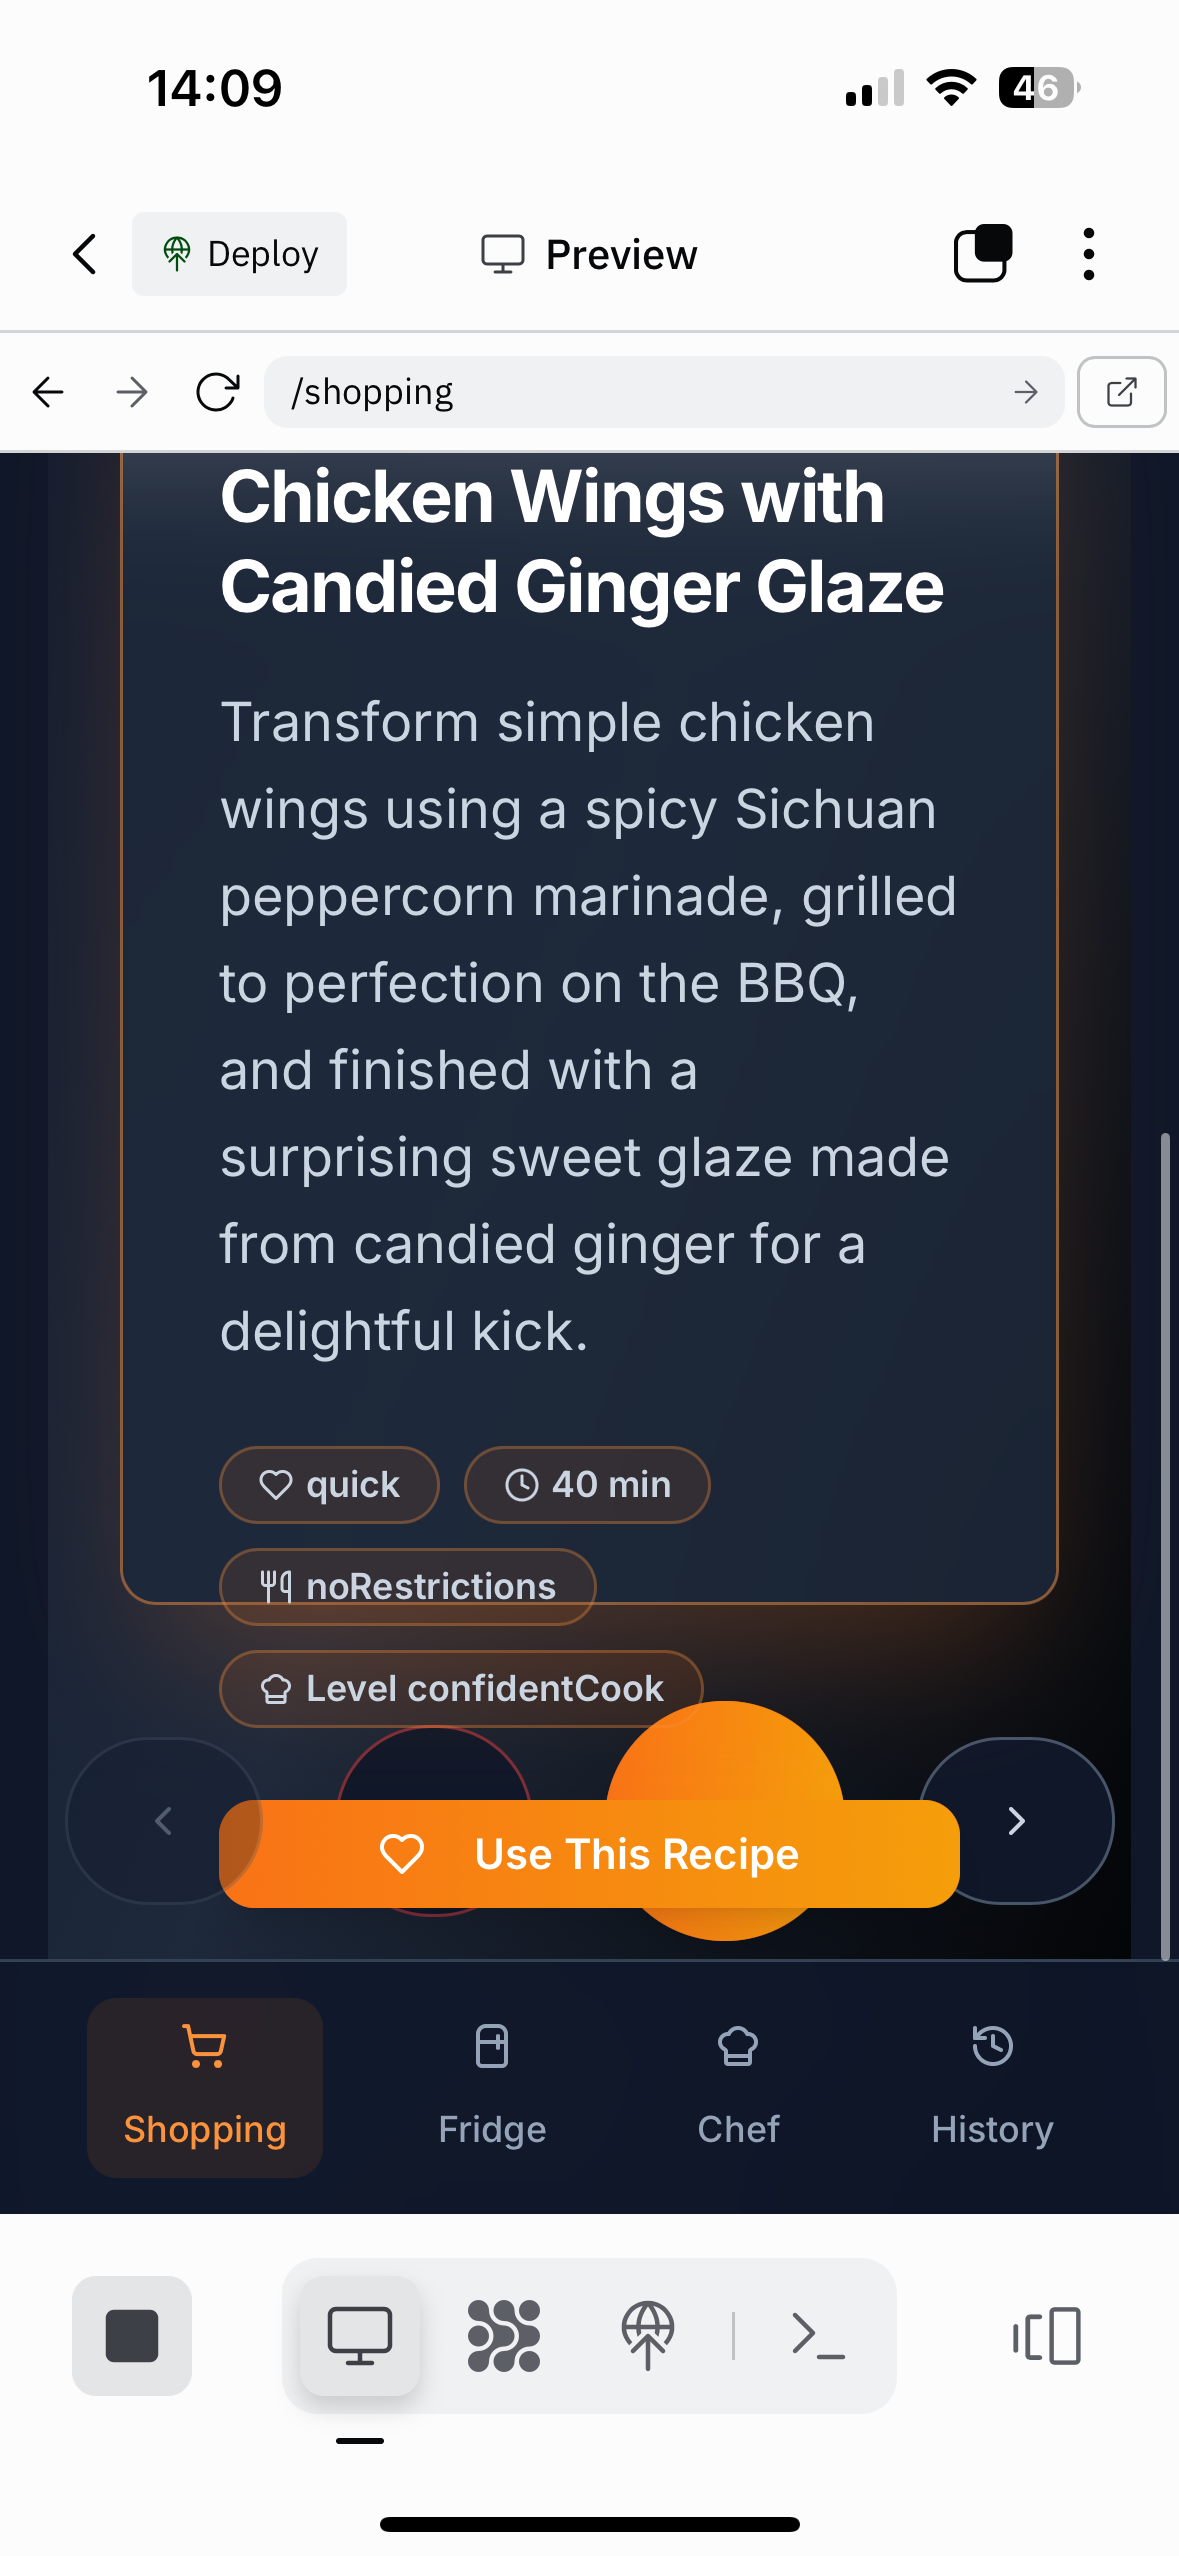 14:09
46
Deploy
Preview
/shopping
Chicken Wings with
Candied Ginger Glaze
Transform simple chicken
wings using a spicy Sichuan
peppercorn marinade, grilled
to perfection on the BBQ,
and finished with a
surprising sweet glaze made
from candied ginger for a
delightful kick.
quick
40 min
noRestrictions
Level confidentCook
Use This Recipe
Shopping
Fridge
Chef
History